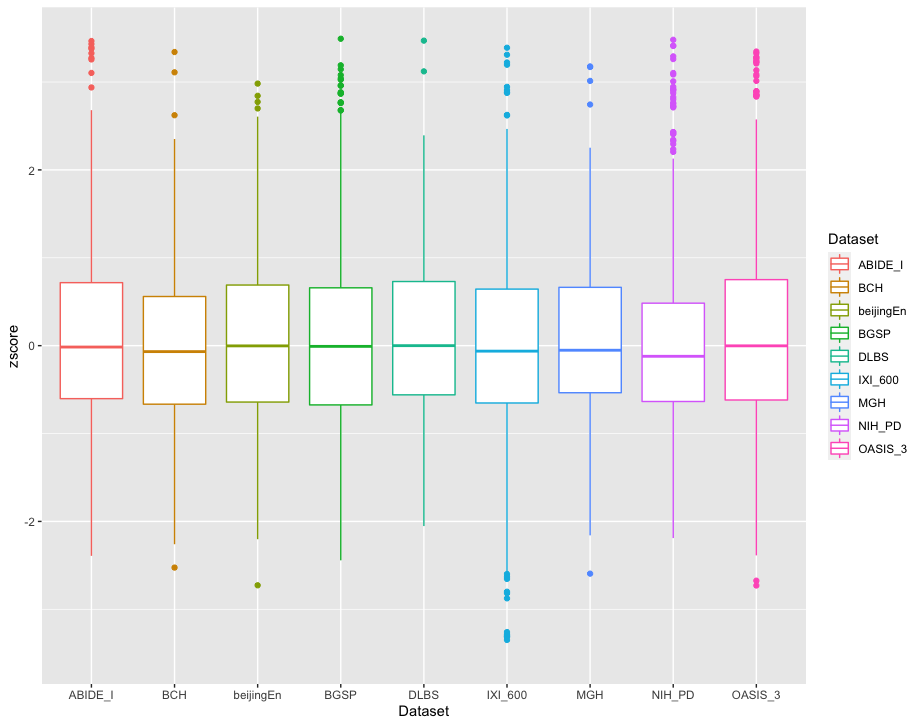 zscore
2
0
-2
ABIDE_I
BCH
beijingEn
BGSP
DLBS
IXI_600
MGH
NIH_PD
OASIS_3
Dataset
Dataset
ABIDE_I
BCH
beijingEn
BGSP
DLBS
IXI_600
MGH
NIH_PD
OASIS_3